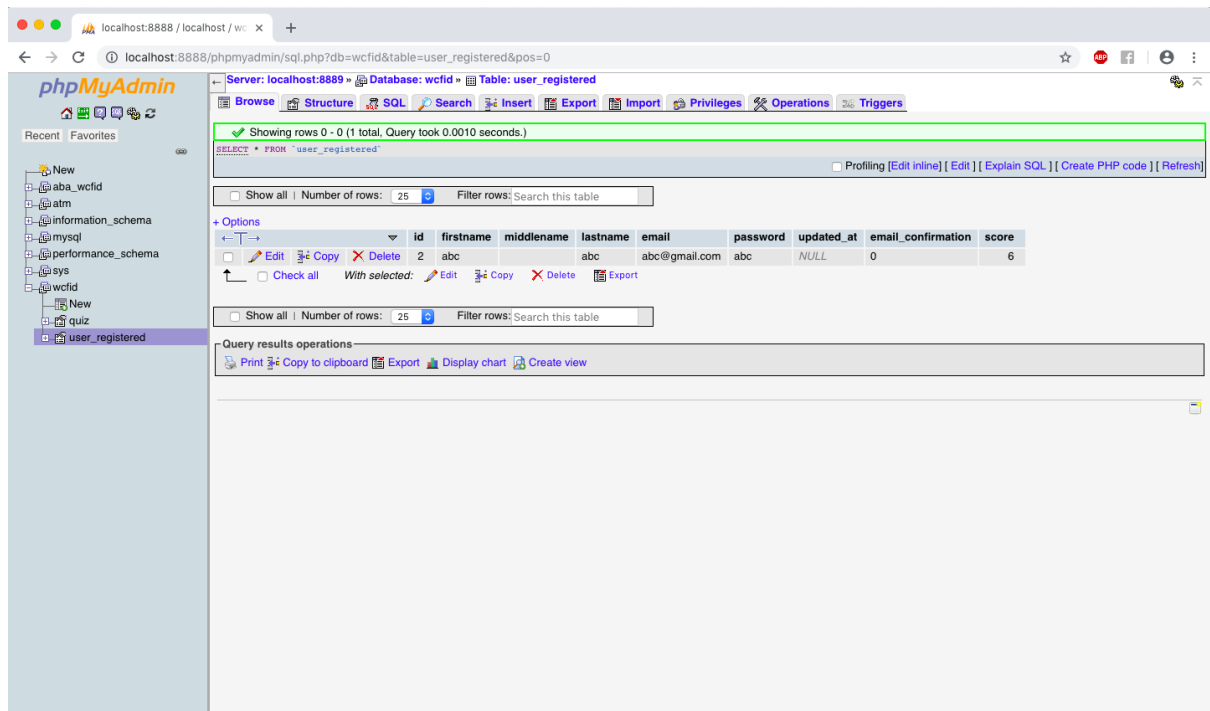 localhost:8888 / localhost / wc
localhost:8888/phpmyadmin/sql.php?db=wcfid&table=user_registered&pos=0
ABP
phpMyAdmin
Recent Favorites
New
aba_wcfid
atm
information_schema
mysql
performance_schema
sys
wcfid
New
quiz
user_registered
Server: localhost:8889 » Database: wcfid » Table: user_registered
Browse Structure SQL Search Insert Export Import Privileges Operations Triggers
Showing rows 0 - 0 (1 total, Query took 0.0010 seconds.)
SELECT * FROM `user_registered`
Profiling [Edit inline] [ Edit ] [ Explain SQL ] [ Create PHP code ] [ Refresh]
Show all | Number of rows: 25 Filter rows: Search this table
+ Options
←T→ id firstname middlename lastname email password updated_at email_confirmation score
Edit Copy Delete 2 abc abc abc@gmail.com abc NULL 0 6
Check all With selected: Edit Copy Delete Export
Show all | Number of rows: 25 Filter rows: Search this table
Query results operations
Print Copy to clipboard Export Display chart Create view